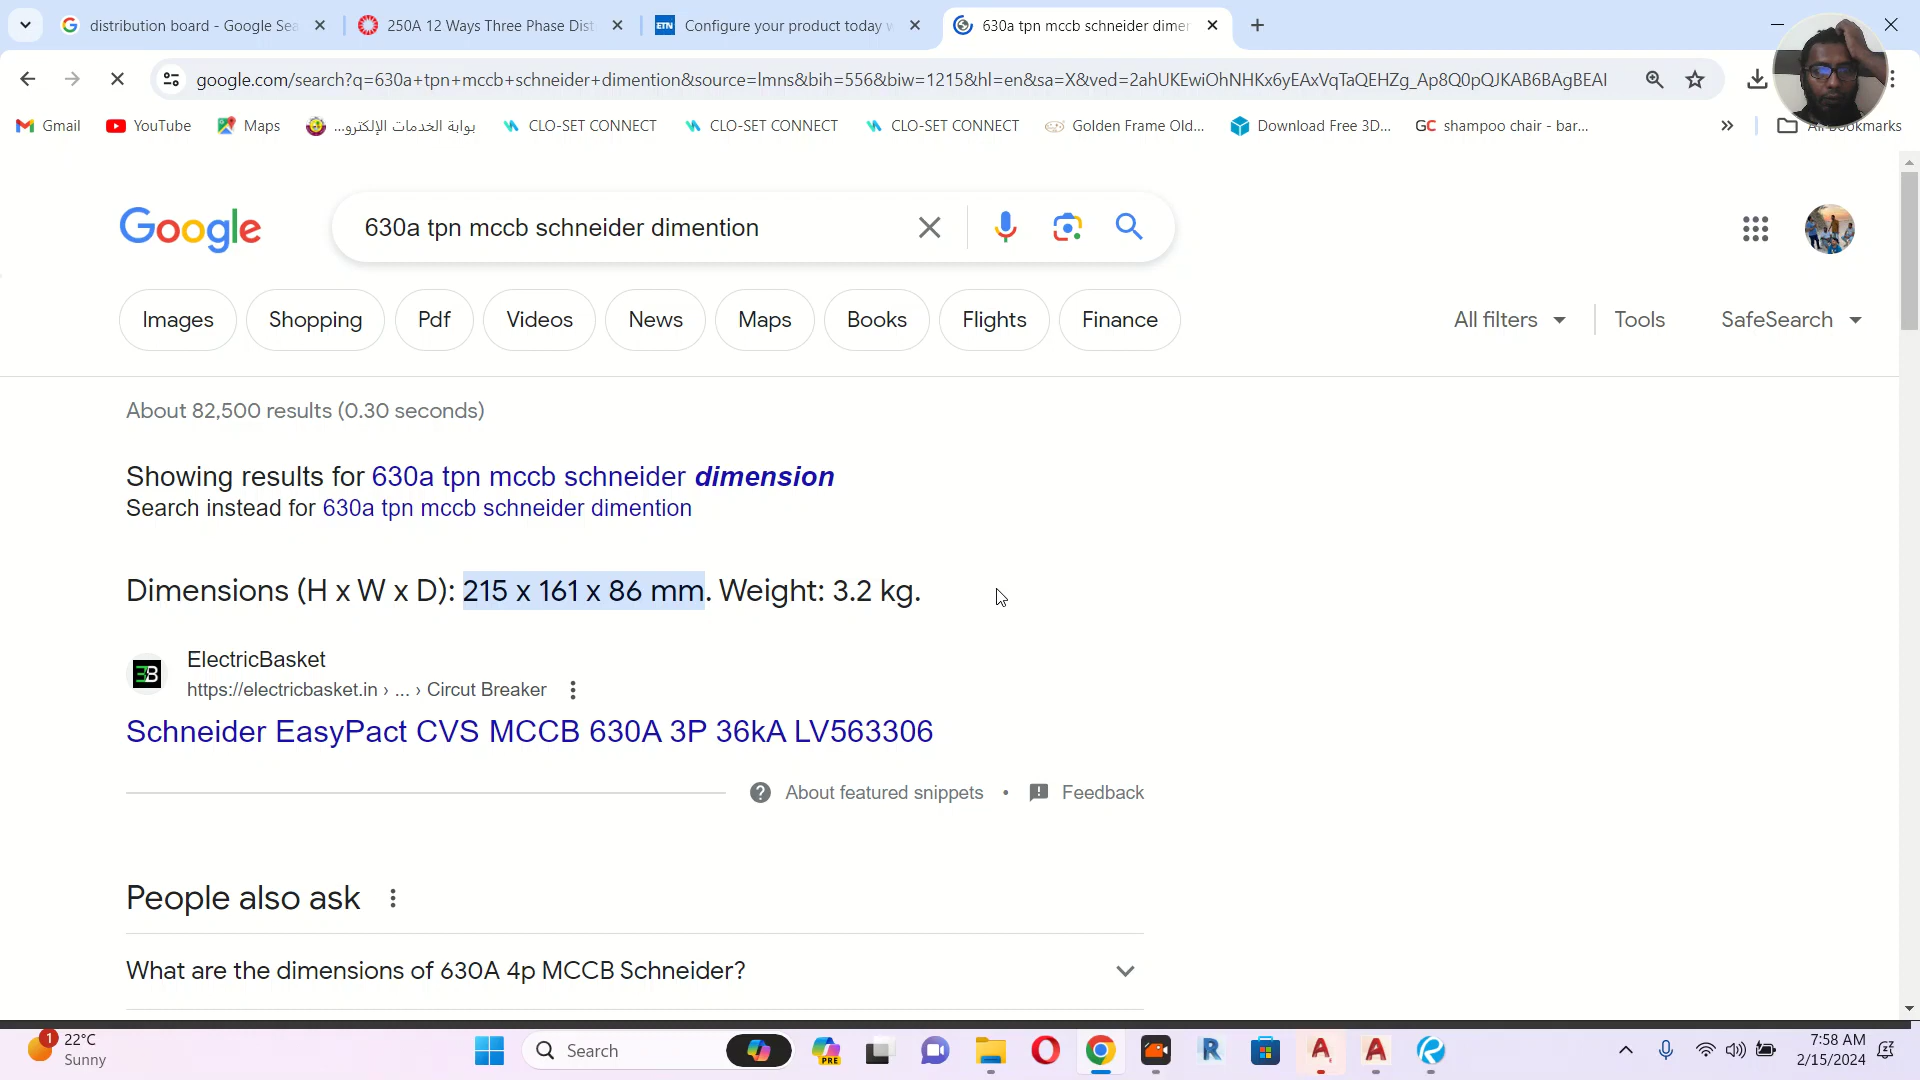 distribution board - Google Sea
250A 12 Ways Three Phase Dist
ETN
Configure your product today w
630a tpn mccb schneider dimen
google.com/search?q=630a+tpn+mccb+schneider+dimention&source=lmns&bih=556&biw=1215&hl=en&sa=X&ved=2ahUKEwiOhNHKx6yEAxVqTaQEHZg_Ap8Q0pQJKAB6BAgBEAI
Gmail
YouTube
Maps
بوابة الخدمات الإلكترو...
CLO-SET CONNECT
CLO-SET CONNECT
CLO-SET CONNECT
Golden Frame Old...
Download Free 3D...
GC
shampoo chair - bar...
All Bookmarks
Google
630a tpn mccb schneider dimention
Images
Shopping
Pdf
Videos
News
Maps
Books
Flights
Finance
All filters
Tools
SafeSearch
About 82,500 results (0.30 seconds)
Showing results for 630a tpn mccb schneider dimension
Search instead for 630a tpn mccb schneider dimention
Dimensions (H x W x D): 215 x 161 x 86 mm. Weight: 3.2 kg.
ElectricBasket
https://electricbasket.in › ... › Circut Breaker
Schneider EasyPact CVS MCCB 630A 3P 36kA LV563306
About featured snippets
•
Feedback
People also ask
What are the dimensions of 630A 4p MCCB Schneider?
1
22°C
Sunny
Search
PRE
7:58 AM
2/15/2024